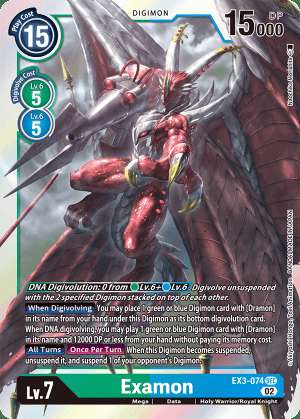 Play Cost
15
DIGIMON
15000
DP
Digivolve Cost
Lv.6
5
Lv.6
5
DNA Digivolution: 0 from Lv.6 + Lv.6 Digivolve unsuspended
with the 2 specified Digimon stacked on top of each other.
When Digivolving You may place 1 green or blue Digimon card with [Dramon]
in its name from your hand under this Digimon as its bottom digivolution card.
When DNA digivolving, you may play 1 green or blue Digimon card with [Dramon]
in its name and 12000 DP or less from your hand without paying its memory cost.
All Turns Once Per Turn When this Digimon becomes suspended,
unsuspend it, and suspend 1 of your opponent's Digimon.
Lv.7
Examon
EX3-074 SEC
02
Mega
Data
Holy Warrior/Royal Knight